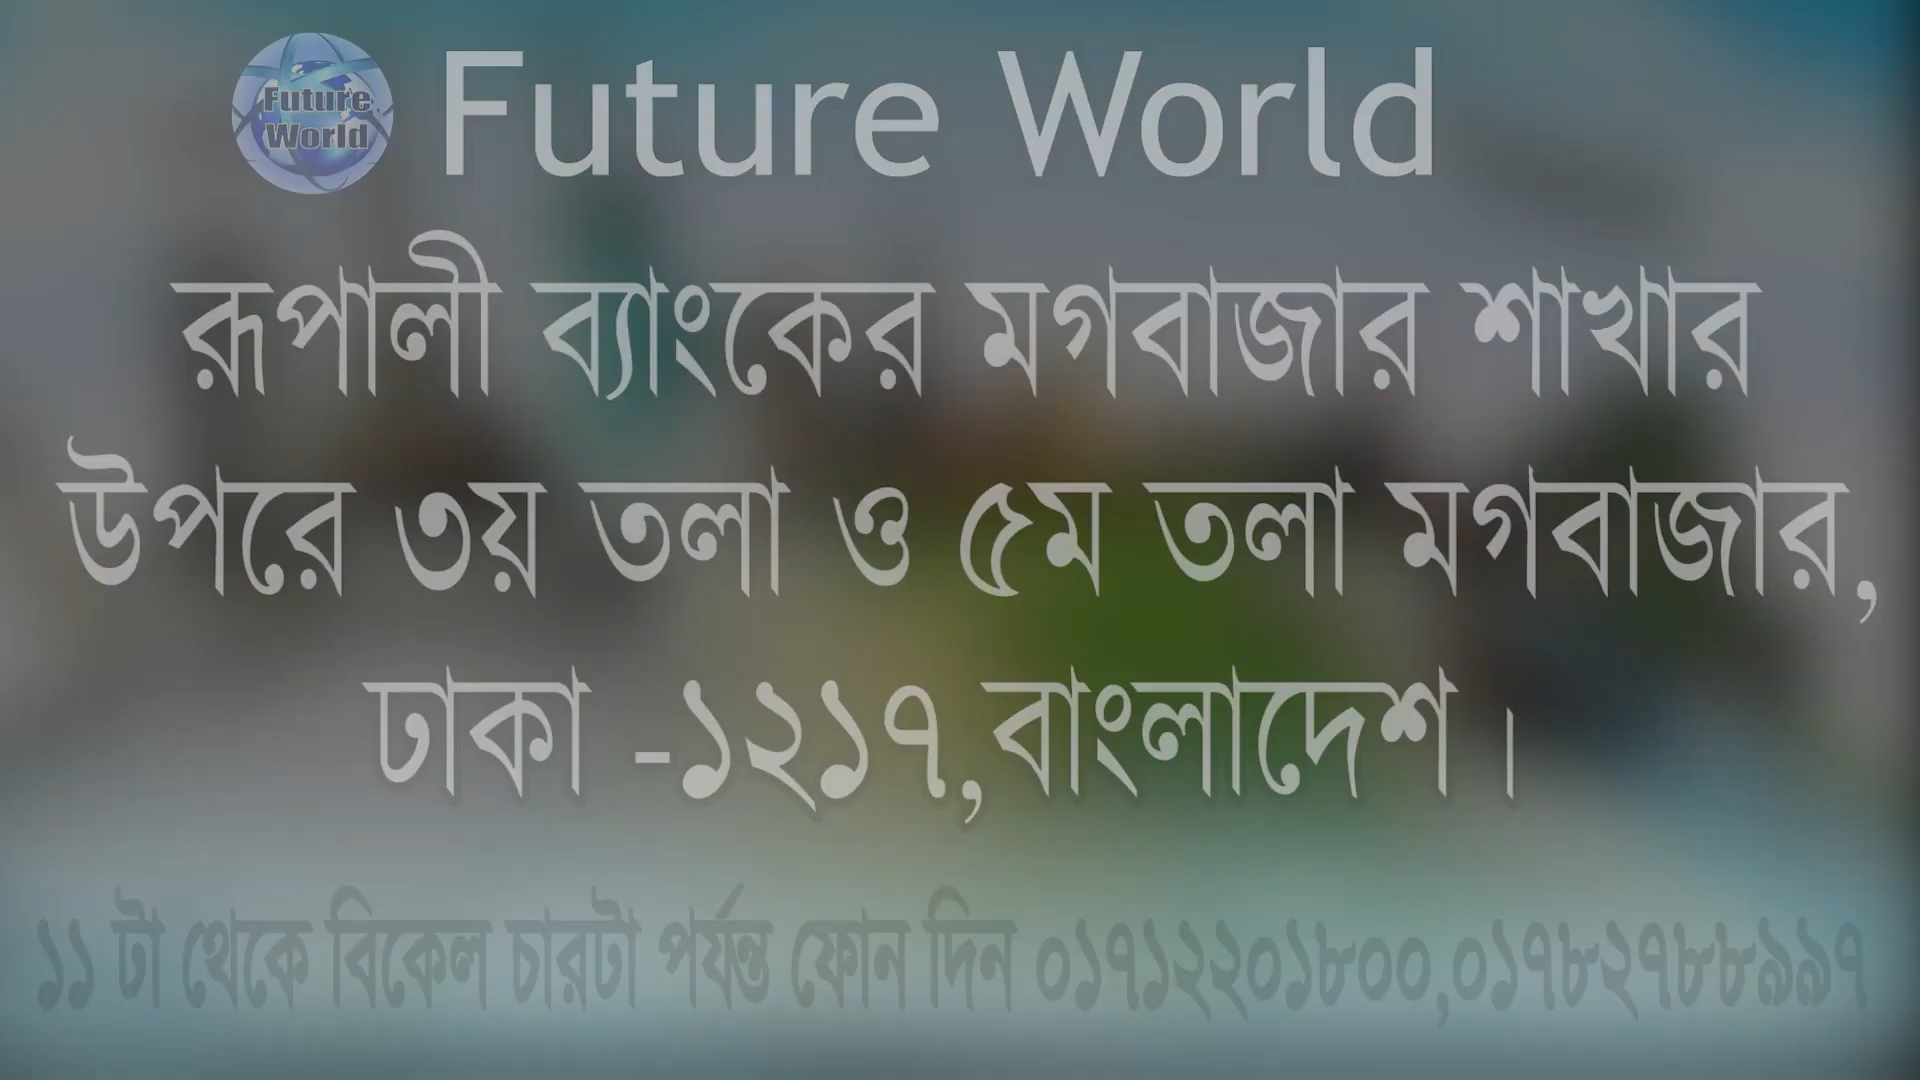 Future World
Future World
রূপালী ব্যাংকের মগবাজার শাখার
উপরে ৩য় তলা ও ৫ম তলা মগবাজার,
ঢাকা -১২১৭,বাংলাদেশ।
১১ টা থেকে বিকেল চারটা পর্যন্ত ফোন দিন ০১৭১২২০১৮০০,০১৭৮২৭৮৮৯৯৭